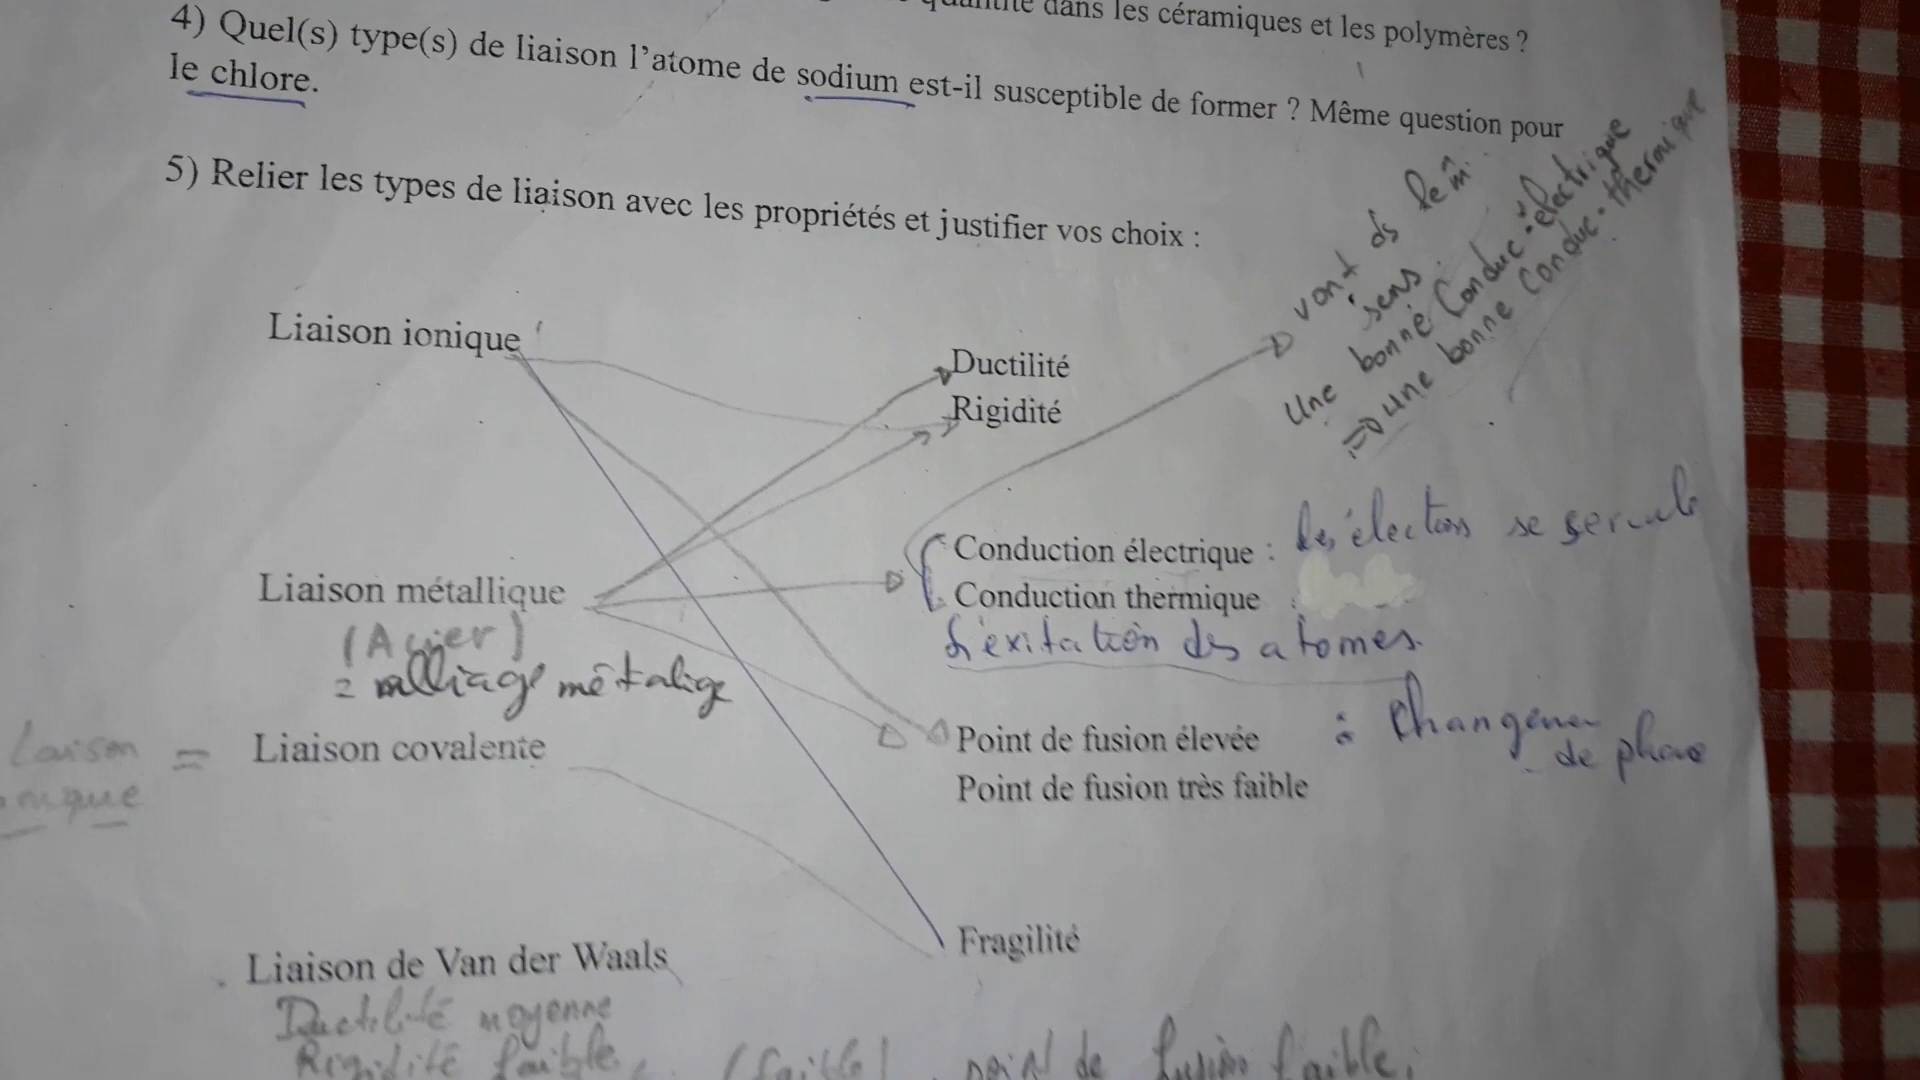 quantité dans les céramiques et les polymères ?
4) Quel(s) type(s) de liaison l'atome de sodium est-il susceptible de former ? Même question pour
le chlore.
5) Relier les types de liaison avec les propriétés et justifier vos choix :
vont ds le m̂
sens
Une bonne Conduc. électrique
=> une bonne Conduc. thermique
Liaison ionique
Ductilité
Rigidité
Conduction électrique : les électrons se
Liaison métallique
Conduction thermique :
(Acier)
L'exitation des atomes.
= alliage métalige
Point de fusion élevée : Changemen
de phase
Liaison = Liaison covalente
ionique
Point de fusion très faible
Fragilité
Liaison de Van der Waals
Ductilité moyenne
Rigidité faible, (faible) point de fusion faible,